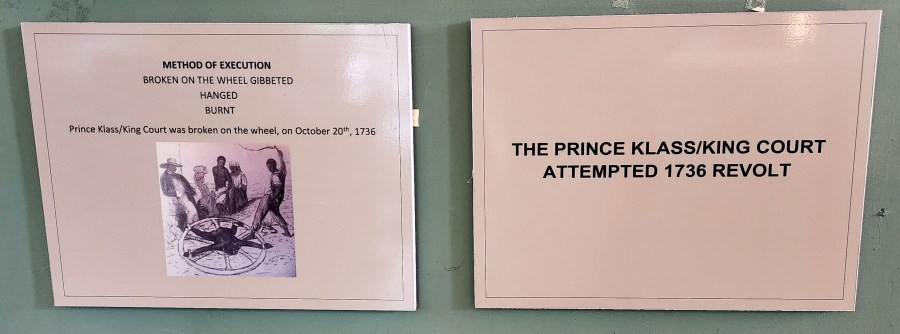 METHOD OF EXECUTION
BROKEN ON THE WHEEL GIBBETED
HANGED
BURNT
Prince Klass/King Court was broken on the wheel, on October 20th, 1736
THE PRINCE KLASS/KING COURT
ATTEMPTED 1736 REVOLT